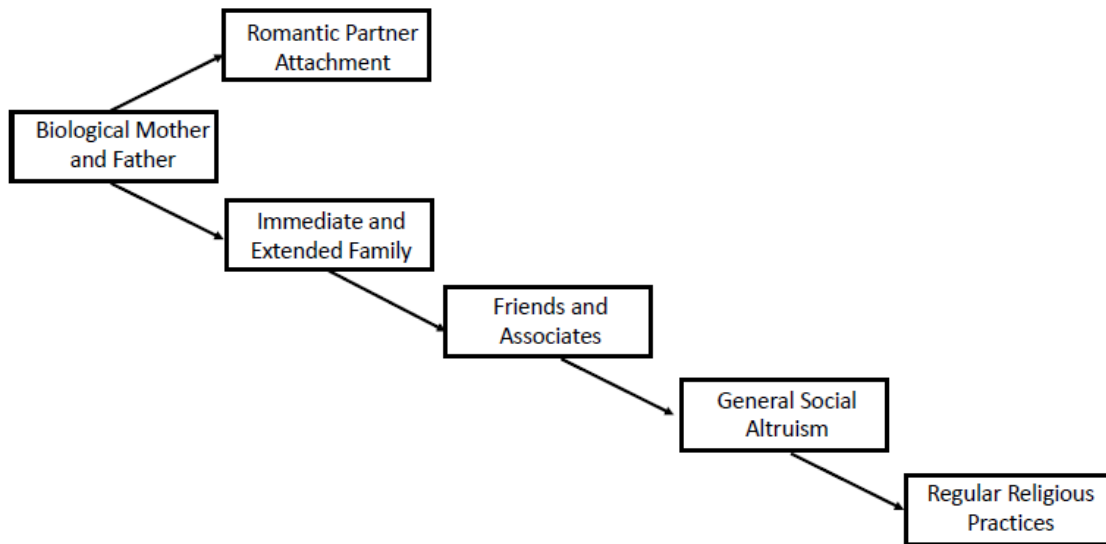 Romantic Partner
Attachment
Biological Mother
and Father
Immediate and
Extended Family
Friends and
Associates
General Social
Altruism
Regular Religious
Practices